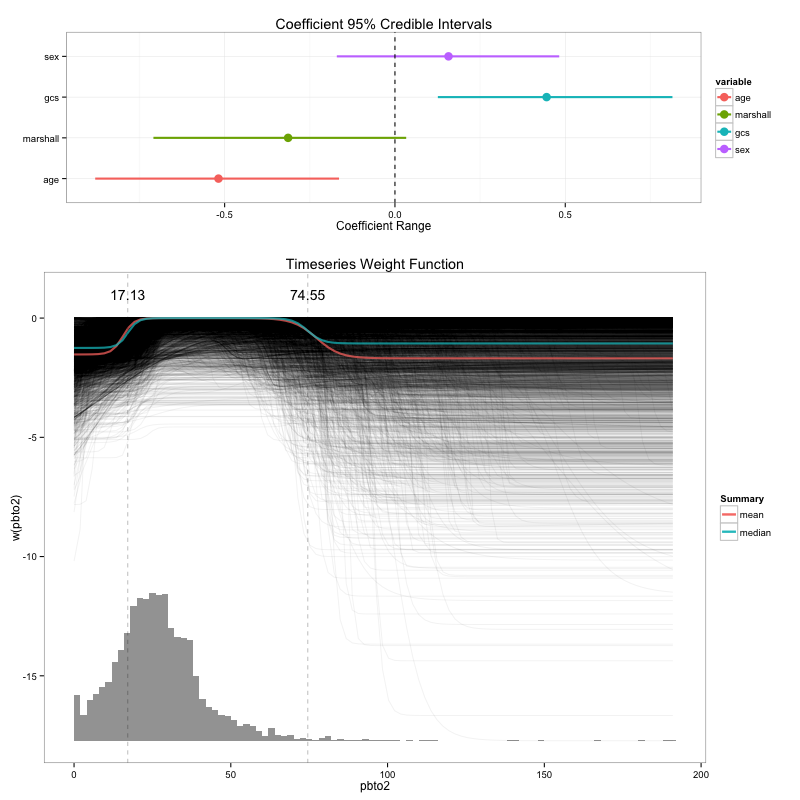 Coefficient 95% Credible Intervals
sex
gcs
marshall
age
-0.5
0.0
0.5
Coefficient Range
variable
age
marshall
gcs
sex
Timeseries Weight Function
17.13
74.55
0
-5
-10
-15
w(pbto2)
0
50
100
150
200
pbto2
Summary
mean
median